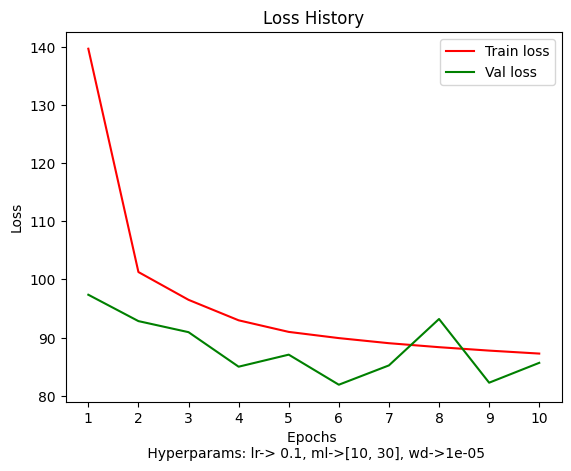 Loss History
Train loss
Val loss
Loss
140
130
120
110
100
90
80
1 2 3 4 5 6 7 8 9 10
Epochs
Hyperparams: lr-> 0.1, ml->[10, 30], wd->1e-05